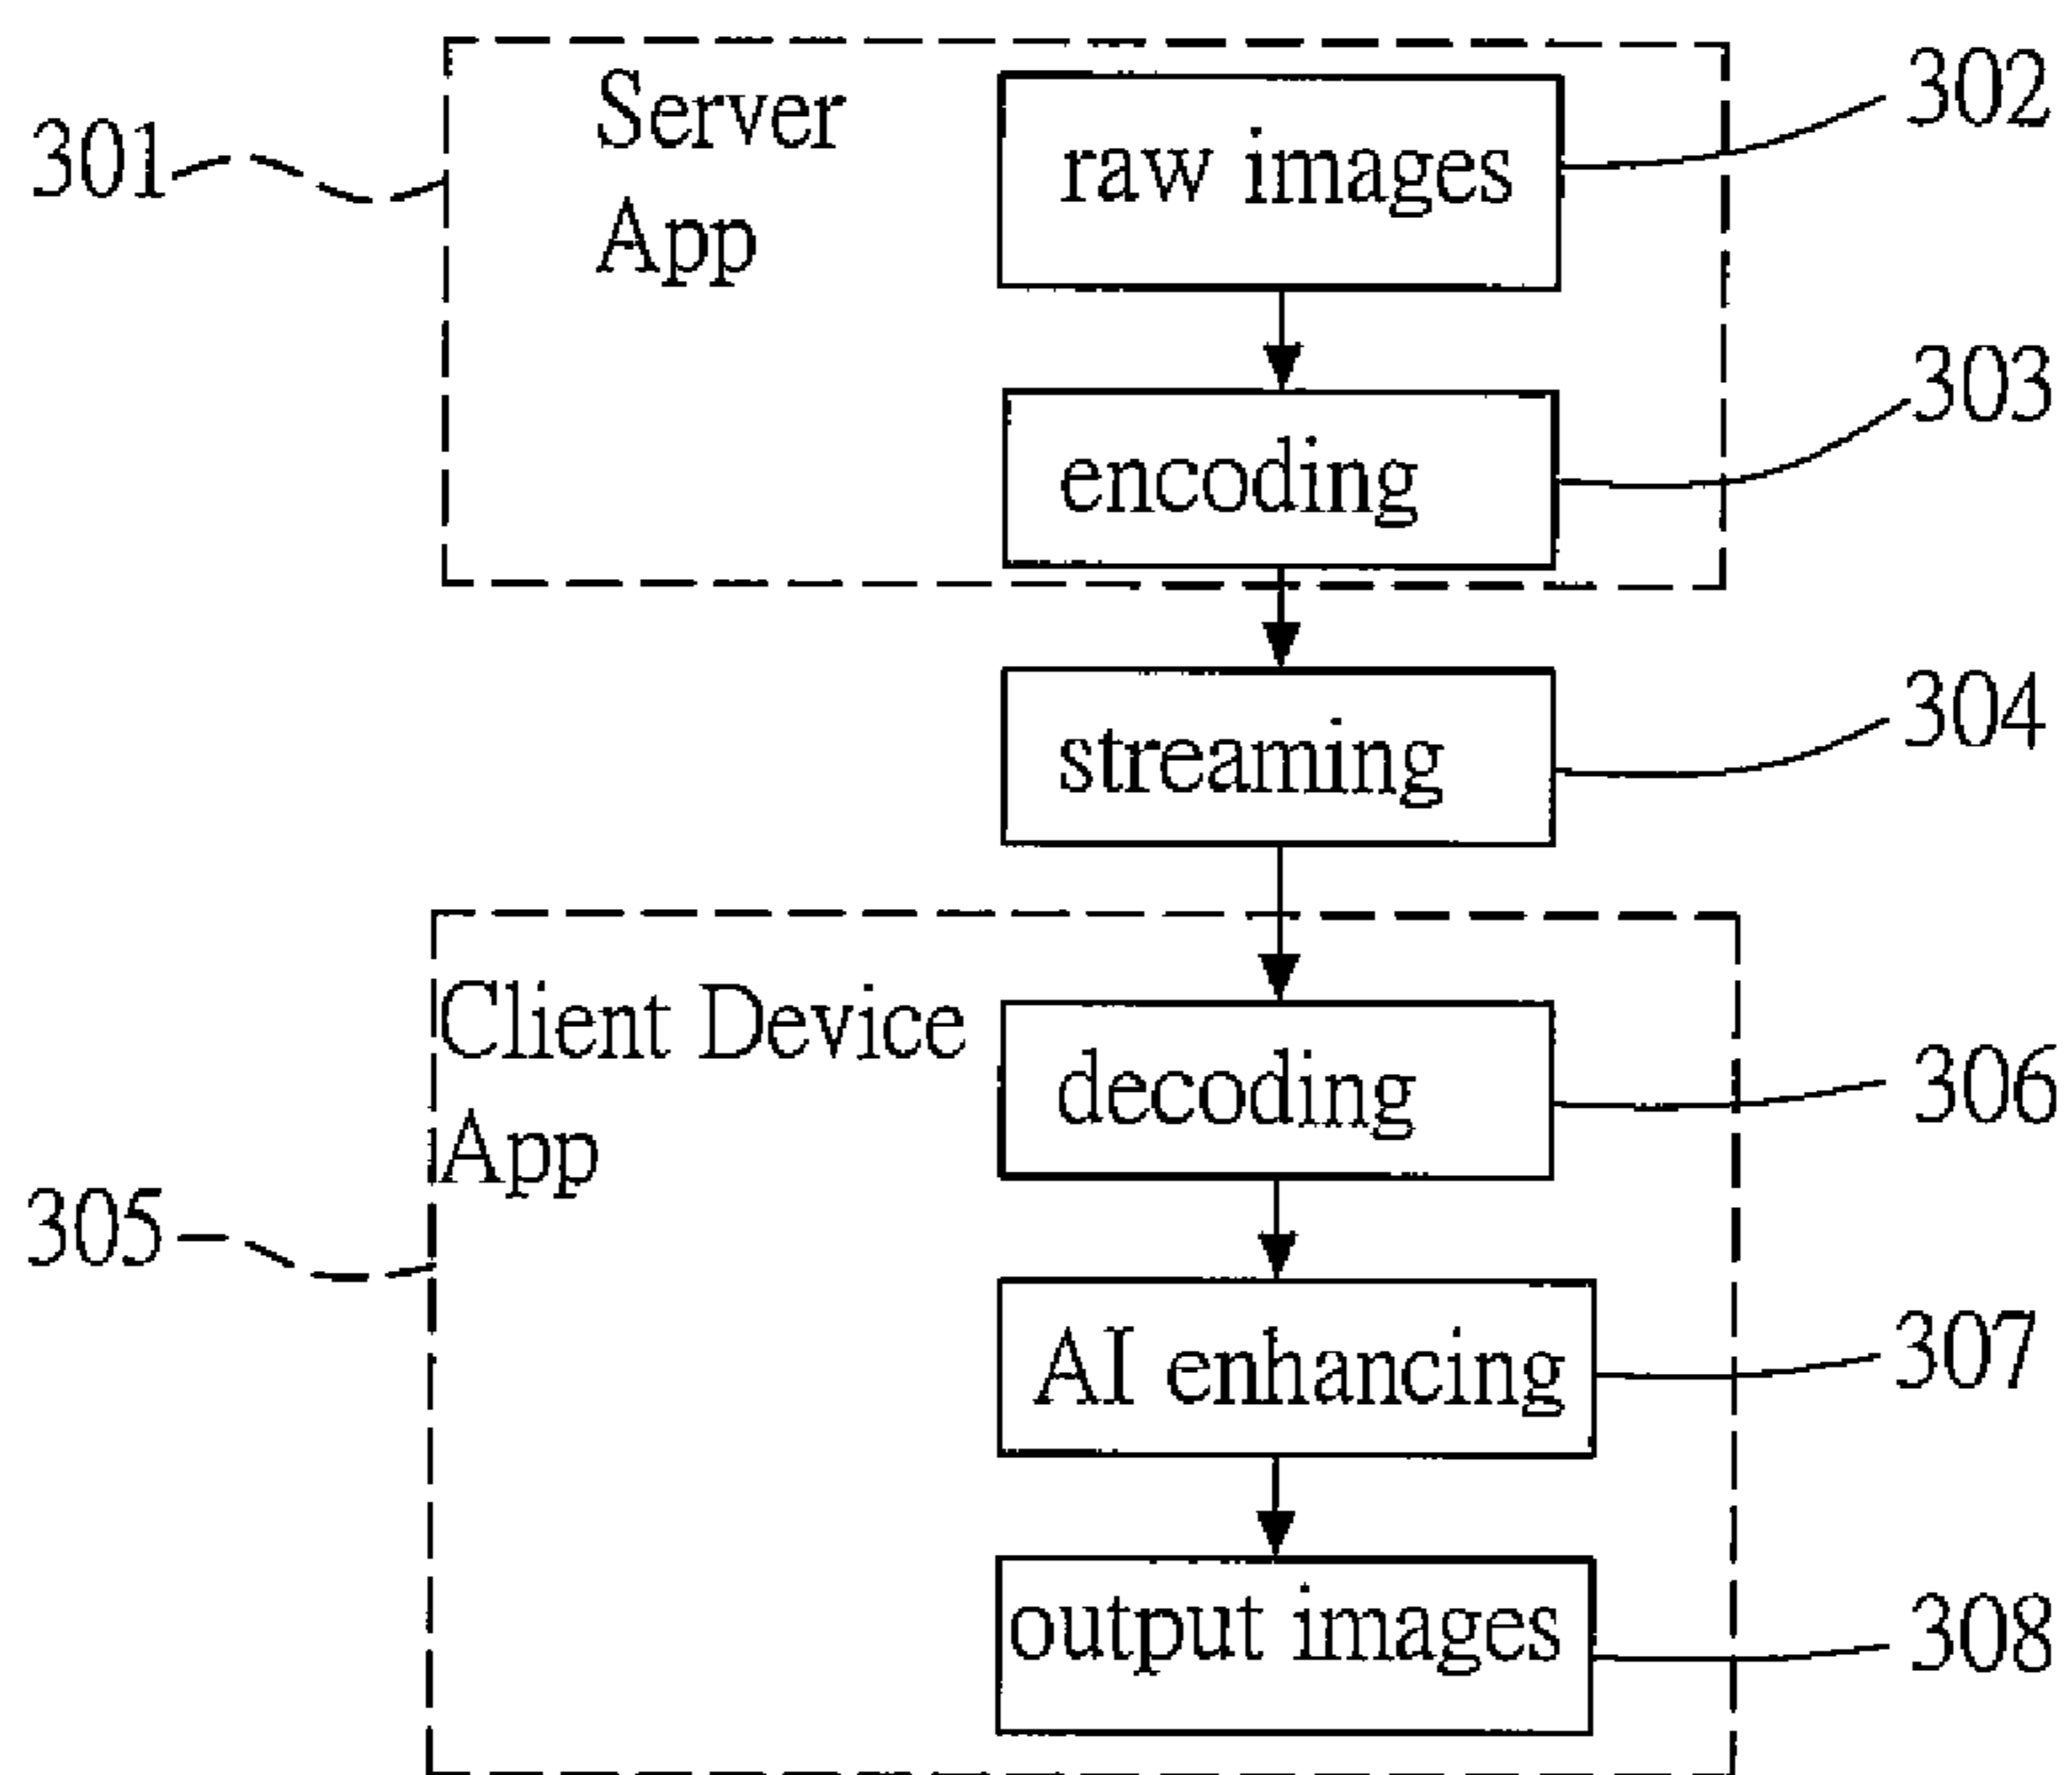 301
Server
App
raw images
302
encoding
303
streaming
304
Client Device
App
305
decoding
306
AI enhancing
307
output images
308